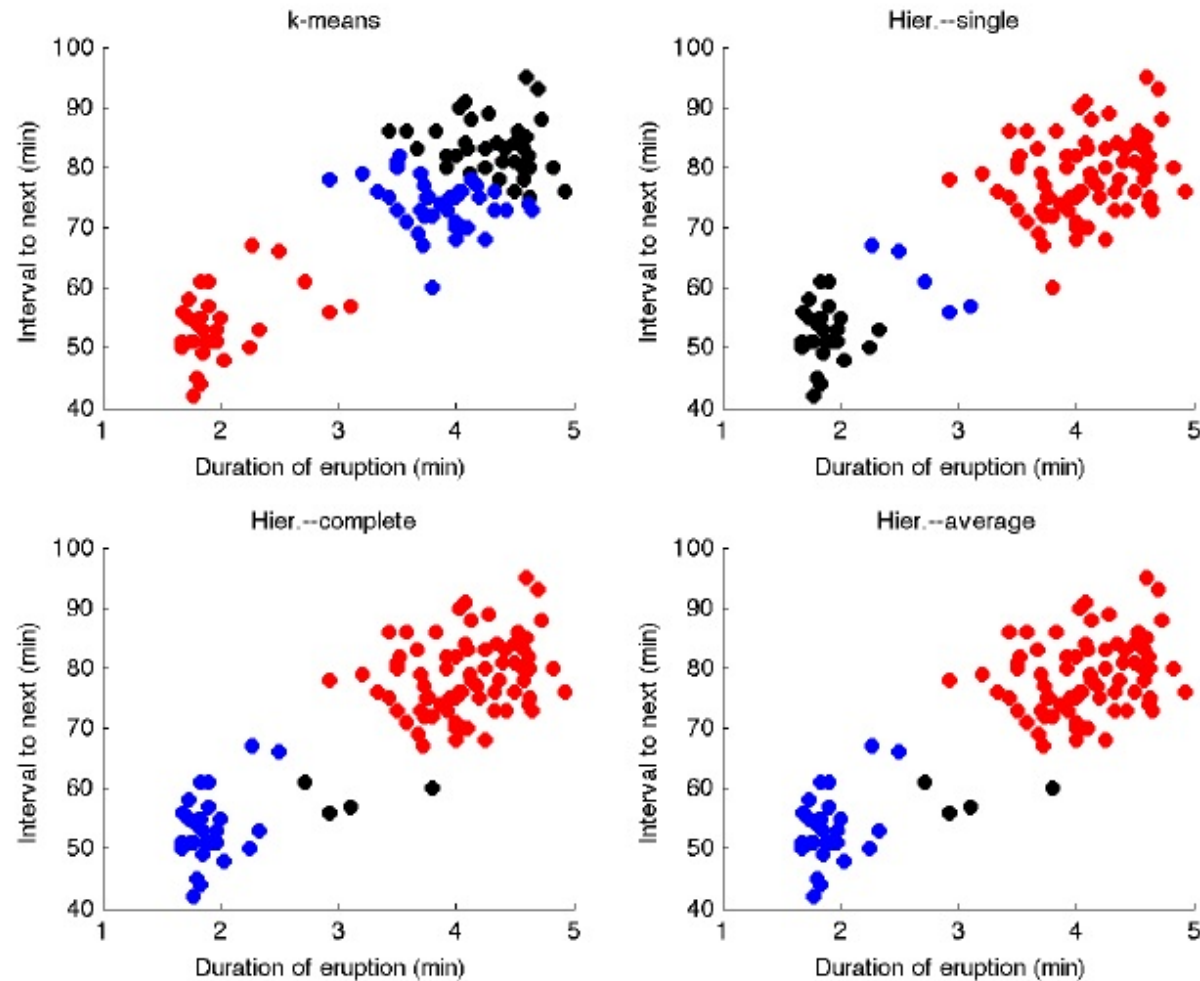 k-means
Hier.--single
100
90
80
70
60
50
40
Interval to next (min)
1 2 3 4 5
Duration of eruption (min)
100
90
80
70
60
50
40
Interval to next (min)
1 2 3 4 5
Duration of eruption (min)
Hier.--complete
Hier.--average
100
90
80
70
60
50
40
Interval to next (min)
1 2 3 4 5
Duration of eruption (min)
100
90
80
70
60
50
40
Interval to next (min)
1 2 3 4 5
Duration of eruption (min)